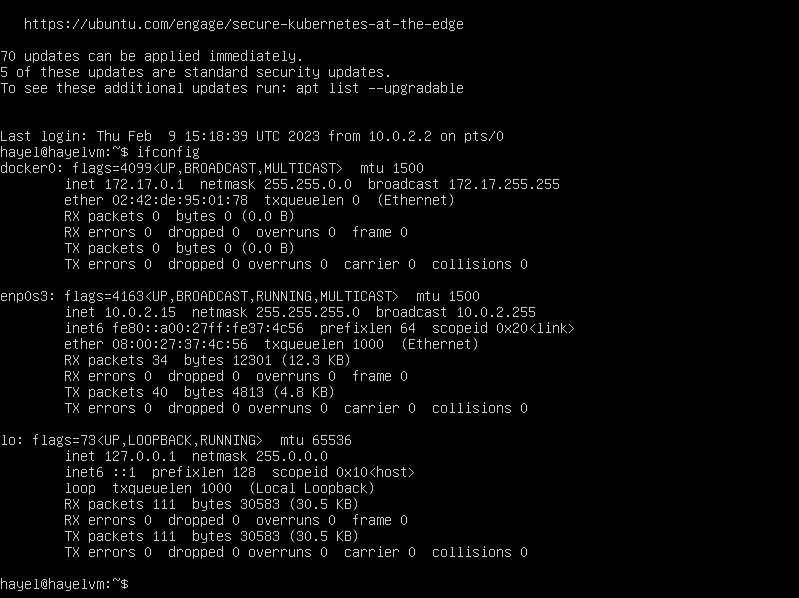 https://ubuntu.com/engage/secure-kubernetes-at-the-edge
70 updates can be applied immediately.
5 of these updates are standard security updates.
To see these additional updates run: apt list --upgradable
Last login: Thu Feb  9 15:18:39 UTC 2023 from 10.0.2.2 on pts/0
hayel@hayelvm:~$ ifconfig
docker0: flags=4099<UP,BROADCAST,MULTICAST>  mtu 1500
        inet 172.17.0.1  netmask 255.255.0.0  broadcast 172.17.255.255
        ether 02:42:de:95:01:78  txqueuelen 0  (Ethernet)
        RX packets 0  bytes 0 (0.0 B)
        RX errors 0  dropped 0  overruns 0  frame 0
        TX packets 0  bytes 0 (0.0 B)
        TX errors 0  dropped 0 overruns 0  carrier 0  collisions 0
enp0s3: flags=4163<UP,BROADCAST,RUNNING,MULTICAST>  mtu 1500
        inet 10.0.2.15  netmask 255.255.255.0  broadcast 10.0.2.255
        inet6 fe80::a00:27ff:fe37:4c56  prefixlen 64  scopeid 0x20<link>
        ether 08:00:27:37:4c:56  txqueuelen 1000  (Ethernet)
        RX packets 34  bytes 12301 (12.3 KB)
        RX errors 0  dropped 0  overruns 0  frame 0
        TX packets 40  bytes 4813 (4.8 KB)
        TX errors 0  dropped 0 overruns 0  carrier 0  collisions 0
lo: flags=73<UP,LOOPBACK,RUNNING>  mtu 65536
        inet 127.0.0.1  netmask 255.0.0.0
        inet6 ::1  prefixlen 128  scopeid 0x10<host>
        loop  txqueuelen 1000  (Local Loopback)
        RX packets 111  bytes 30583 (30.5 KB)
        RX errors 0  dropped 0  overruns 0  frame 0
        TX packets 111  bytes 30583 (30.5 KB)
        TX errors 0  dropped 0 overruns 0  carrier 0  collisions 0
hayel@hayelvm:~$